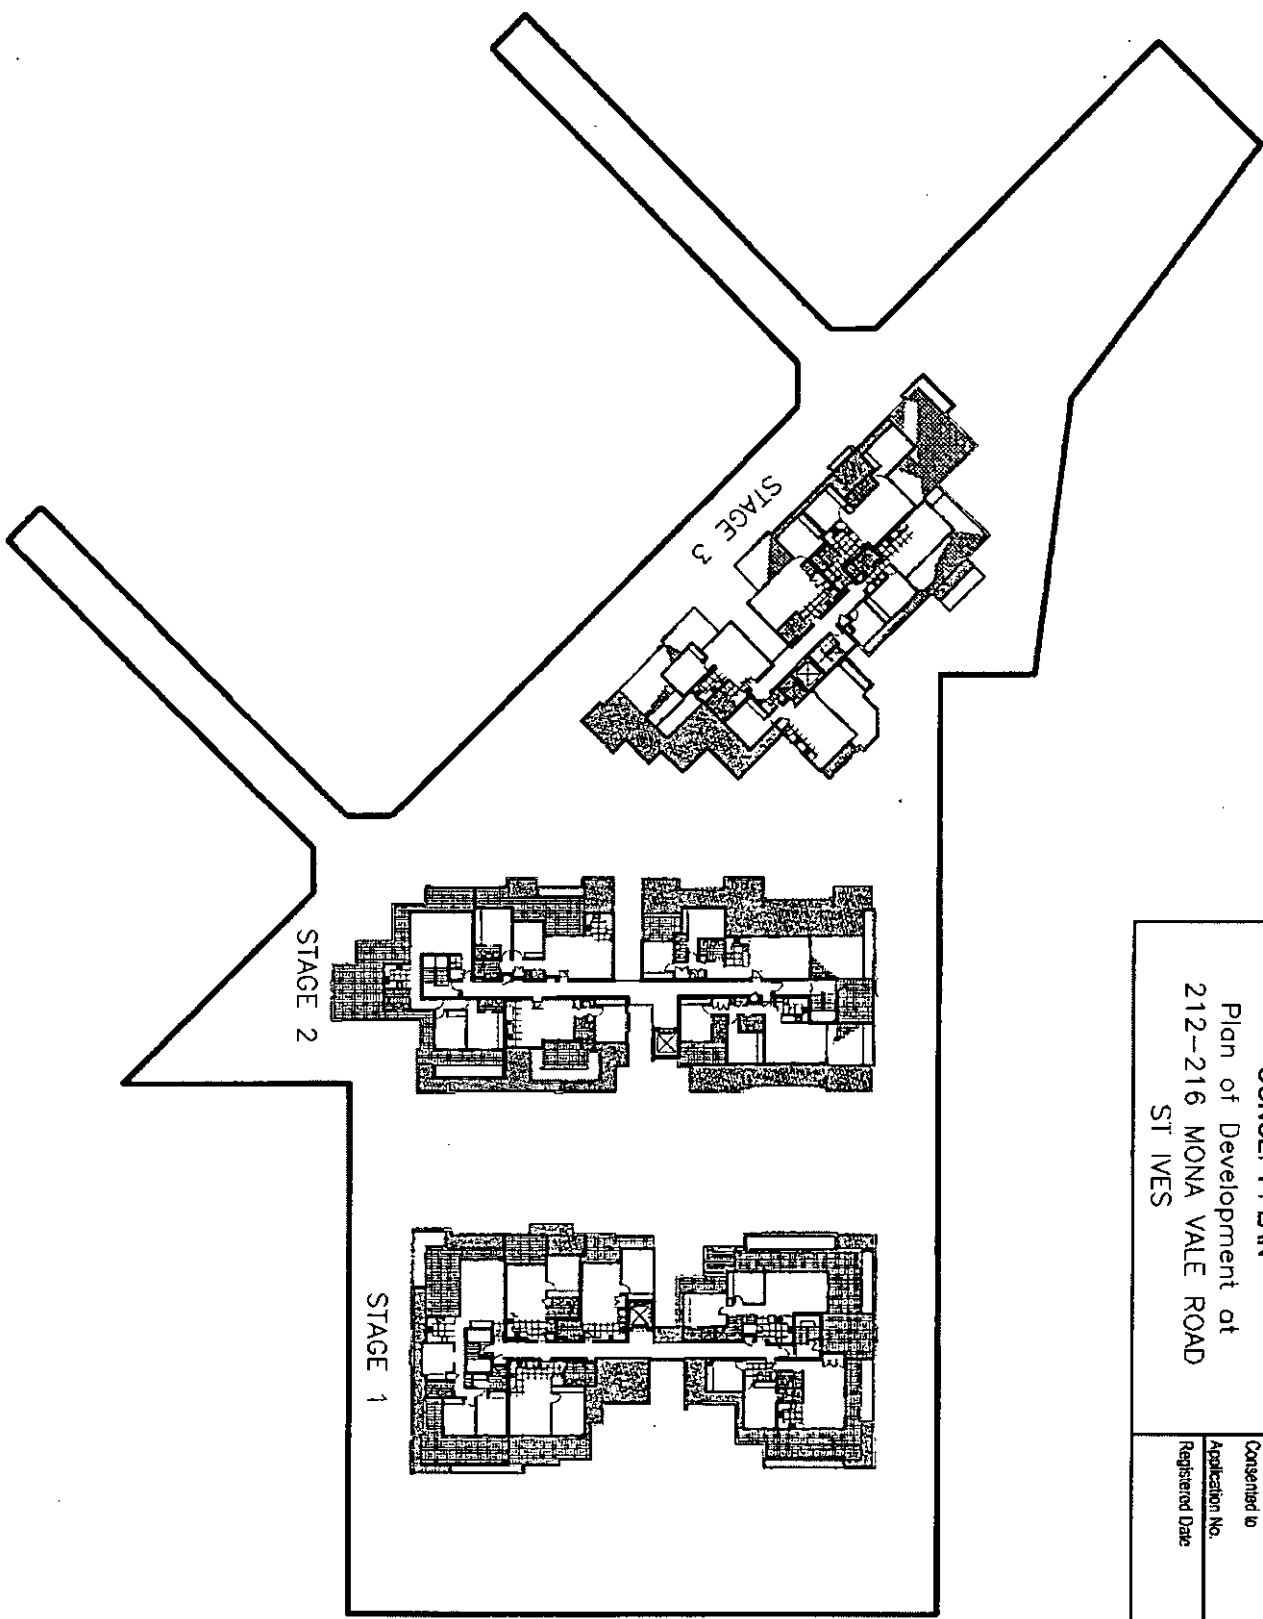 Plan of Development at
212-216 MONA VALE ROAD
ST IVES
Consented to
Application No.
Registered Date
STAGE 3
STAGE 2
STAGE 1